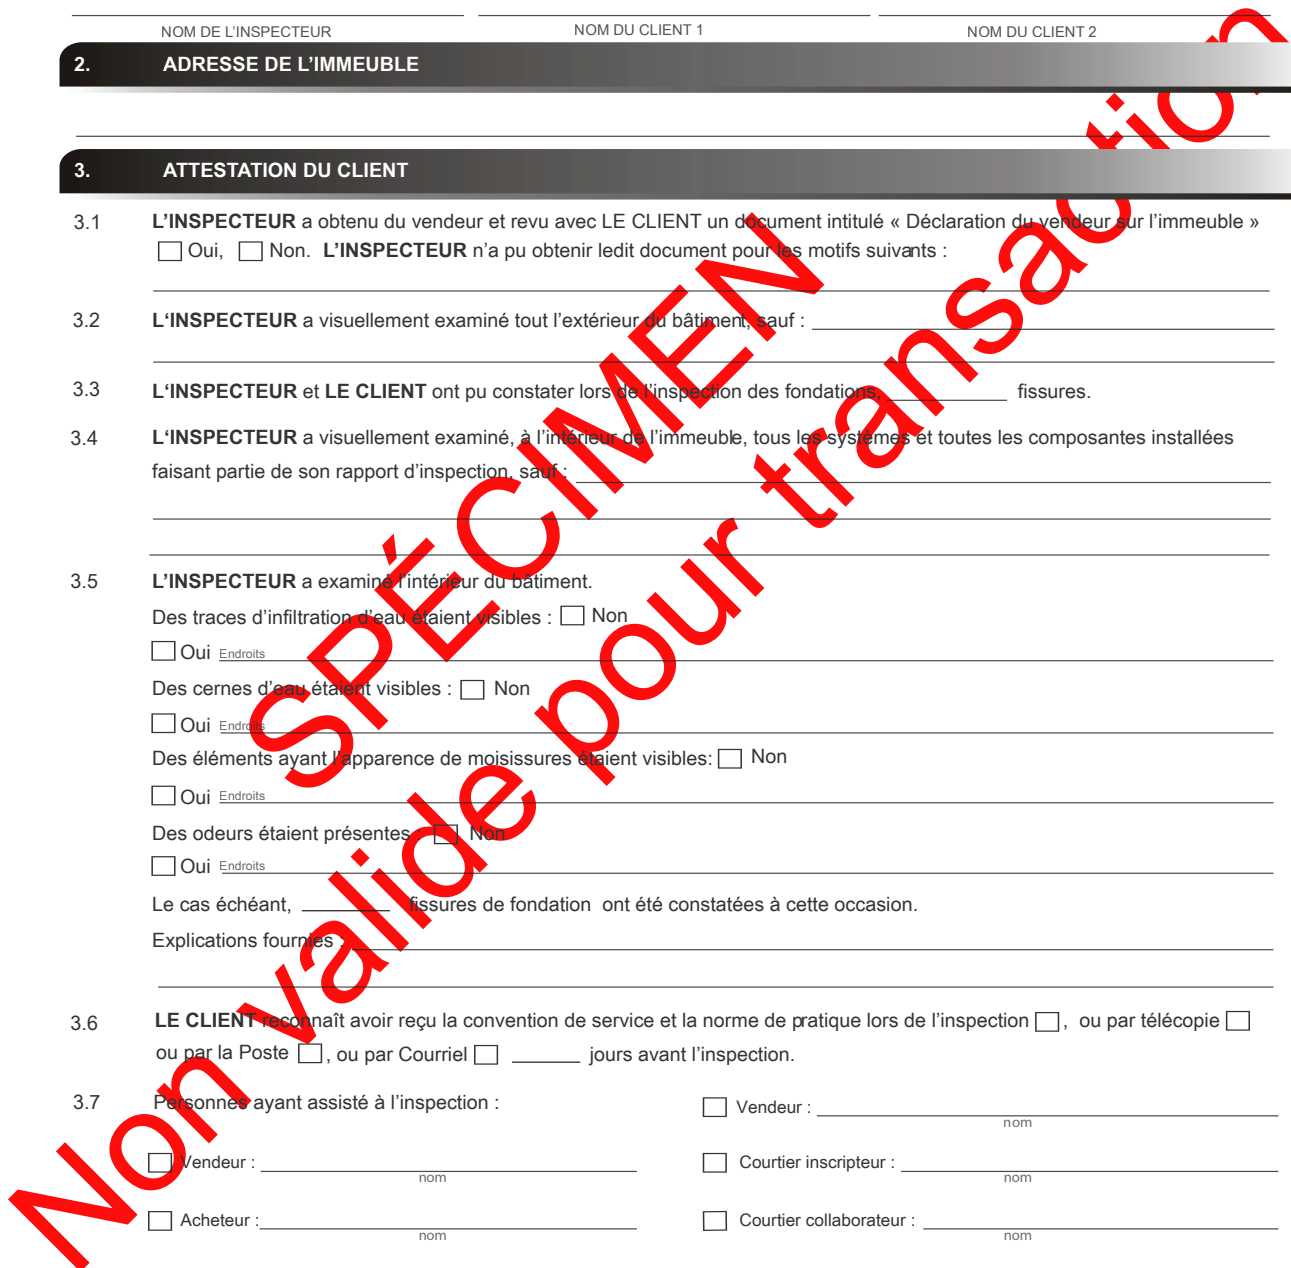 NOM DE L’INSPECTEUR NOM DU CLIENT 1 NOM DU CLIENT 2
2. ADRESSE DE L’IMMEUBLE
3. ATTESTATION DU CLIENT
3.1 L’INSPECTEUR a obtenu du vendeur et revu avec LE CLIENT un document intitulé « Déclaration du vendeur sur l’immeuble »
Oui, Non. L’INSPECTEUR n’a pu obtenir ledit document pour les motifs suivants :
3.2 L‘INSPECTEUR a visuellement examiné tout l’extérieur du bâtiment, sauf :
3.3 L‘INSPECTEUR et LE CLIENT ont pu constater lors de l’inspection des fondations, fissures.
3.4 L‘INSPECTEUR a visuellement examiné, à l’intérieur de l’immeuble, tous les systèmes et toutes les composantes installées
faisant partie de son rapport d’inspection, sauf :
3.5 L’INSPECTEUR a examiné l’intérieur du bâtiment.
Des traces d’infiltration d’eau étaient visibles : Non
Oui Endroits
Des cernes d’eau étaient visibles : Non
Oui Endroits
Des éléments ayant l’apparence de moisissures étaient visibles: Non
Oui Endroits
Des odeurs étaient présentes : Non
Oui Endroits
Le cas échéant, fissures de fondation ont été constatées à cette occasion.
Explications fournies :
3.6 LE CLIENT reconnaît avoir reçu la convention de service et la norme de pratique lors de l’inspection , ou par télécopie
ou par la Poste , ou par Courriel jours avant l’inspection.
3.7 Personnes ayant assisté à l’inspection :
Vendeur :
nom
Vendeur :
nom
Courtier inscripteur :
nom
Acheteur :
nom
Courtier collaborateur :
nom
SPÉCIMEN
Non valide pour transaction